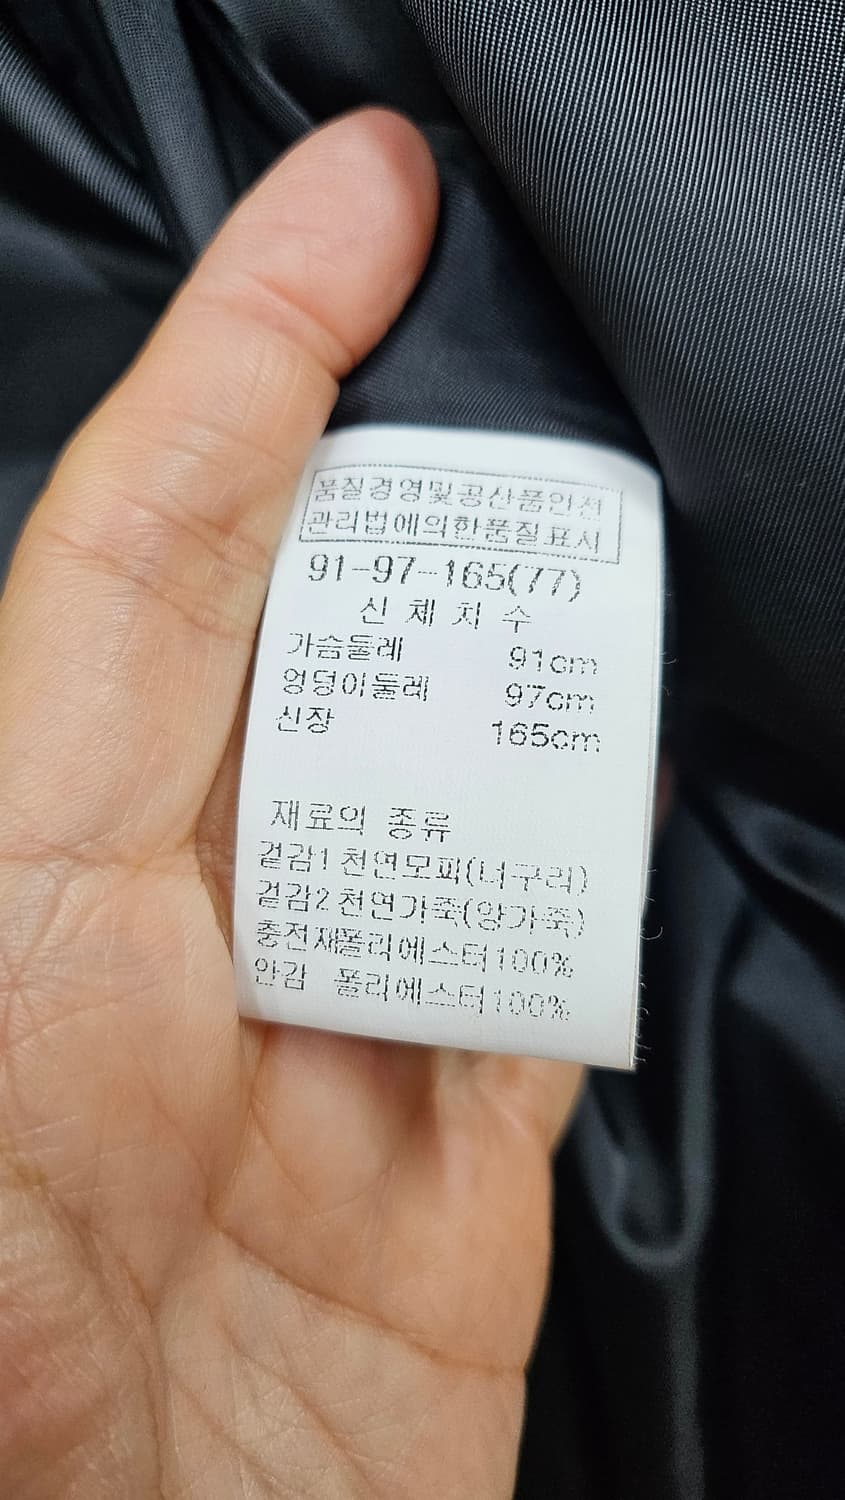 품질경영및공산품안전
관리법에의한품질표시
91-97-165(77)
신 체 치 수
가슴둘레 91cm
엉덩이둘레 97cm
신장 165cm
재료의 종류
겉감1 천연모피(너구리)
겉감2 천연가죽(양가죽)
충전재폴리에스터100%
안감 폴리에스터100%